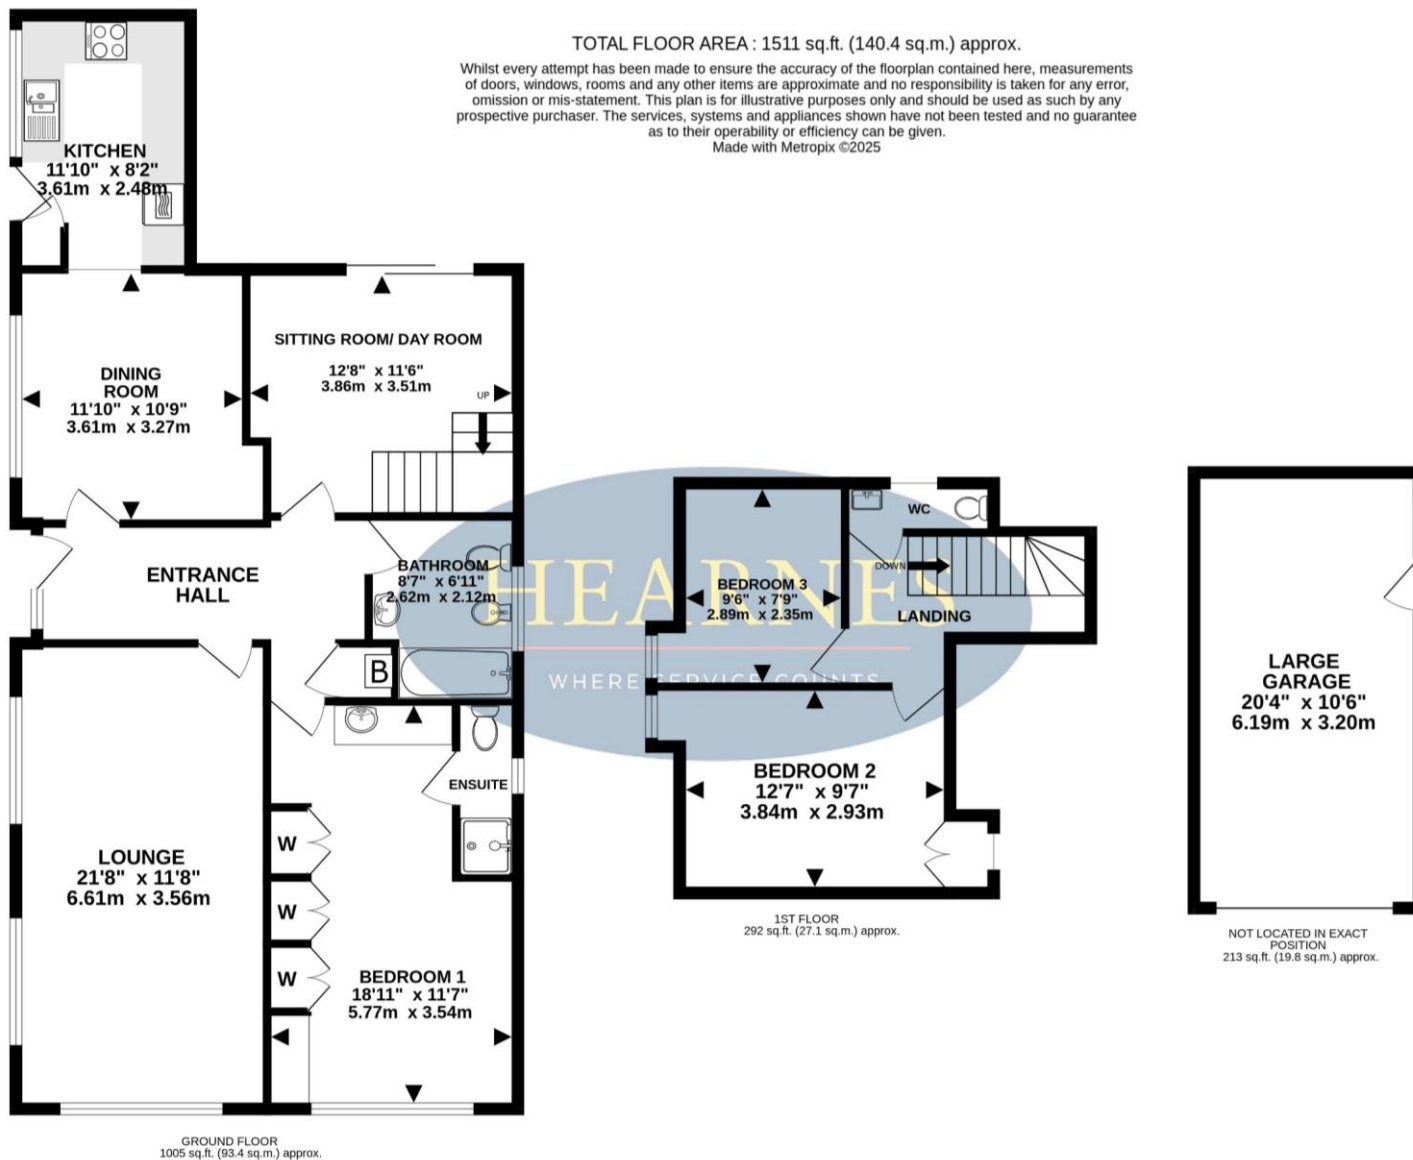 TOTAL FLOOR AREA : 1511 sq.ft. (140.4 sq.m.) approx.
Whilst every attempt has been made to ensure the accuracy of the floorplan contained here, measurements
of doors, windows, rooms and any other items are approximate and no responsibility is taken for any error,
omission or mis-statement. This plan is for illustrative purposes only and should be used as such by any
prospective purchaser. The services, systems and appliances shown have not been tested and no guarantee
as to their operability or efficiency can be given.
Made with Metropix ©2025
KITCHEN
11'10" x 8'2"
3.61m x 2.48m
DINING
ROOM
11'10" x 10'9"
3.61m x 3.27m
SITTING ROOM/ DAY ROOM
12'8" x 11'6"
3.86m x 3.51m
UP
ENTRANCE
HALL
BATHROOM
8'7" x 6'11"
2.62m x 2.12m
B
ENSUITE
W
W
W
LOUNGE
21'8" x 11'8"
6.61m x 3.56m
BEDROOM 1
18'11" x 11'7"
5.77m x 3.54m
GROUND FLOOR
1005 sq.ft. (93.4 sq.m.) approx.
HEARNES
WHERE SERVICE COUNTS
WC
DOWN
BEDROOM 3
9'6" x 7'9"
2.89m x 2.35m
LANDING
BEDROOM 2
12'7" x 9'7"
3.84m x 2.93m
1ST FLOOR
292 sq.ft. (27.1 sq.m.) approx.
LARGE
GARAGE
20'4" x 10'6"
6.19m x 3.20m
NOT LOCATED IN EXACT
POSITION
213 sq.ft. (19.8 sq.m.) approx.